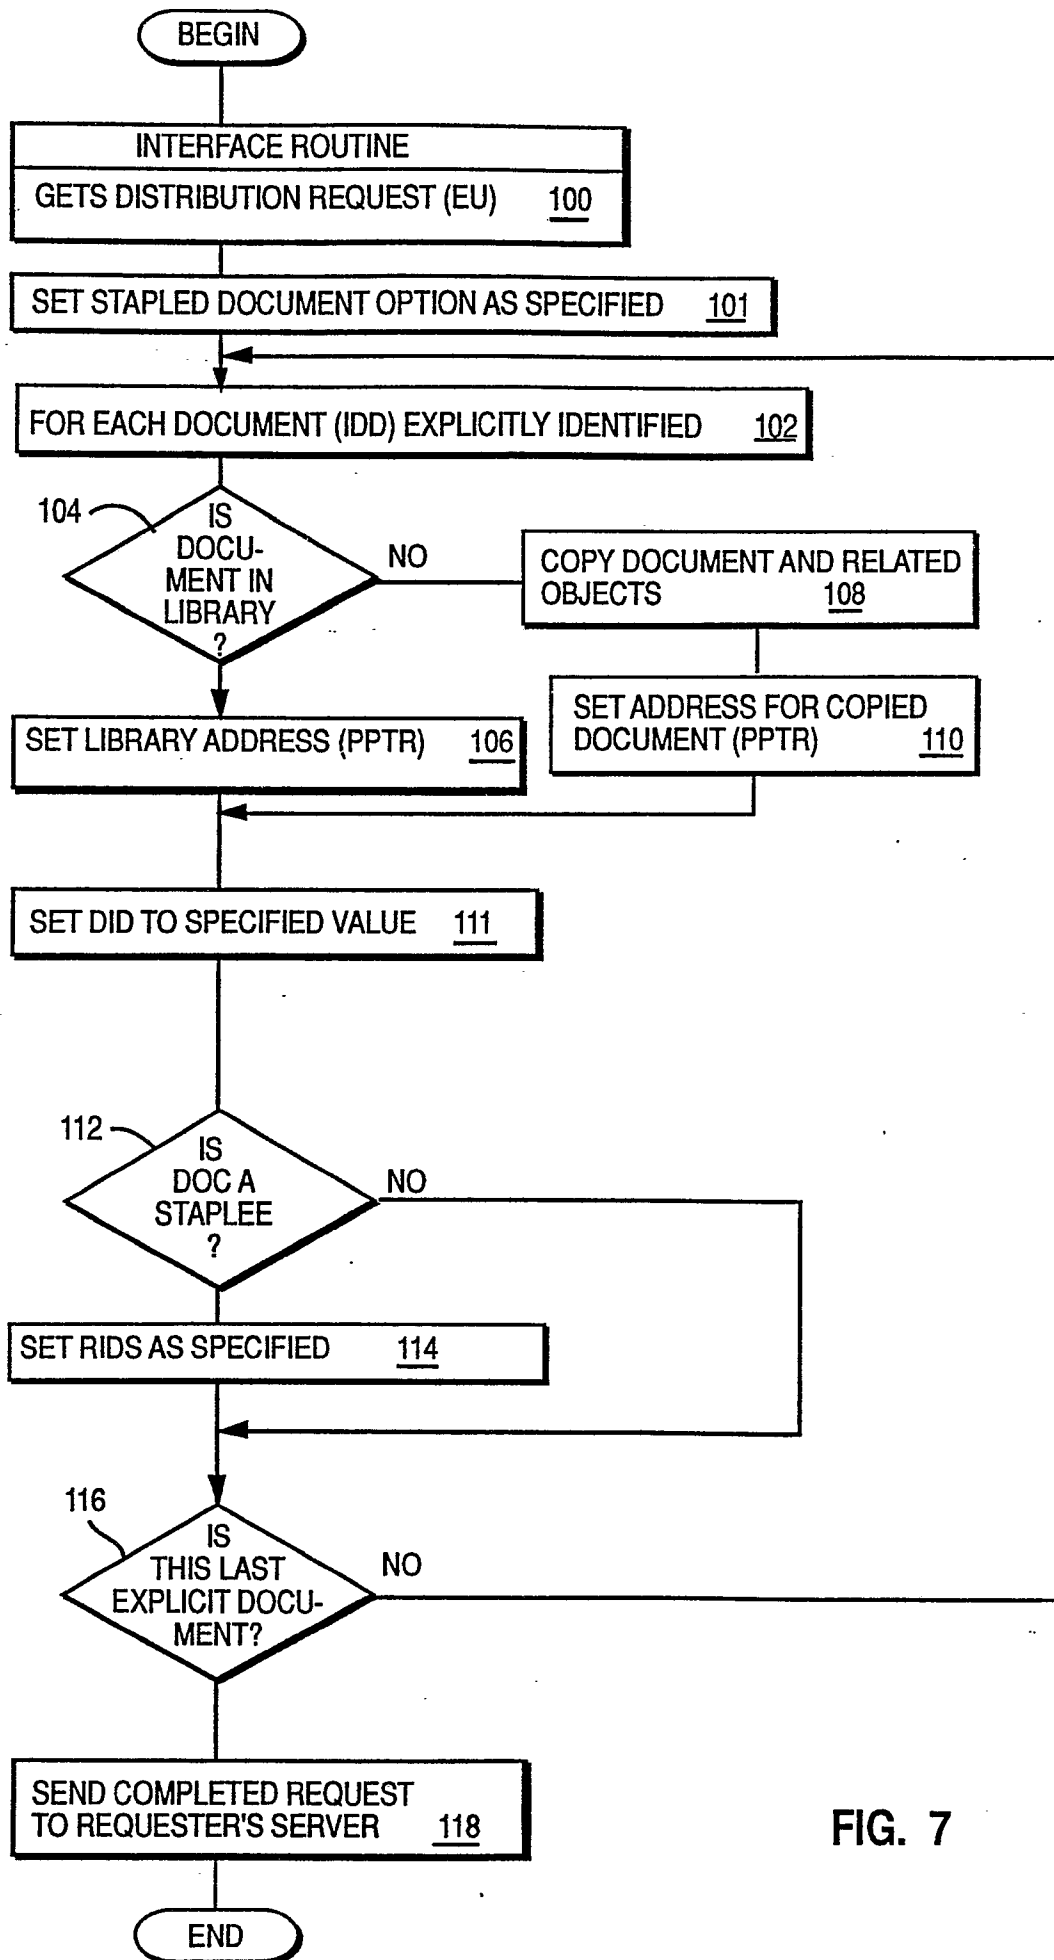 BEGIN
INTERFACE ROUTINE
GETS DISTRIBUTION REQUEST (EU) 100
SET STAPLED DOCUMENT OPTION AS SPECIFIED 101
FOR EACH DOCUMENT (IDD) EXPLICITLY IDENTIFIED 102
104
IS
DOCU-
MENT IN
LIBRARY
?
NO
COPY DOCUMENT AND RELATED
OBJECTS 108
SET LIBRARY ADDRESS (PPTR) 106
SET ADDRESS FOR COPIED
DOCUMENT (PPTR) 110
SET DID TO SPECIFIED VALUE 111
112
IS
DOC A
STAPLEE
?
NO
SET RIDS AS SPECIFIED 114
116
IS
THIS LAST
EXPLICIT DOCU-
MENT?
NO
SEND COMPLETED REQUEST
TO REQUESTER'S SERVER 118
FIG. 7
END